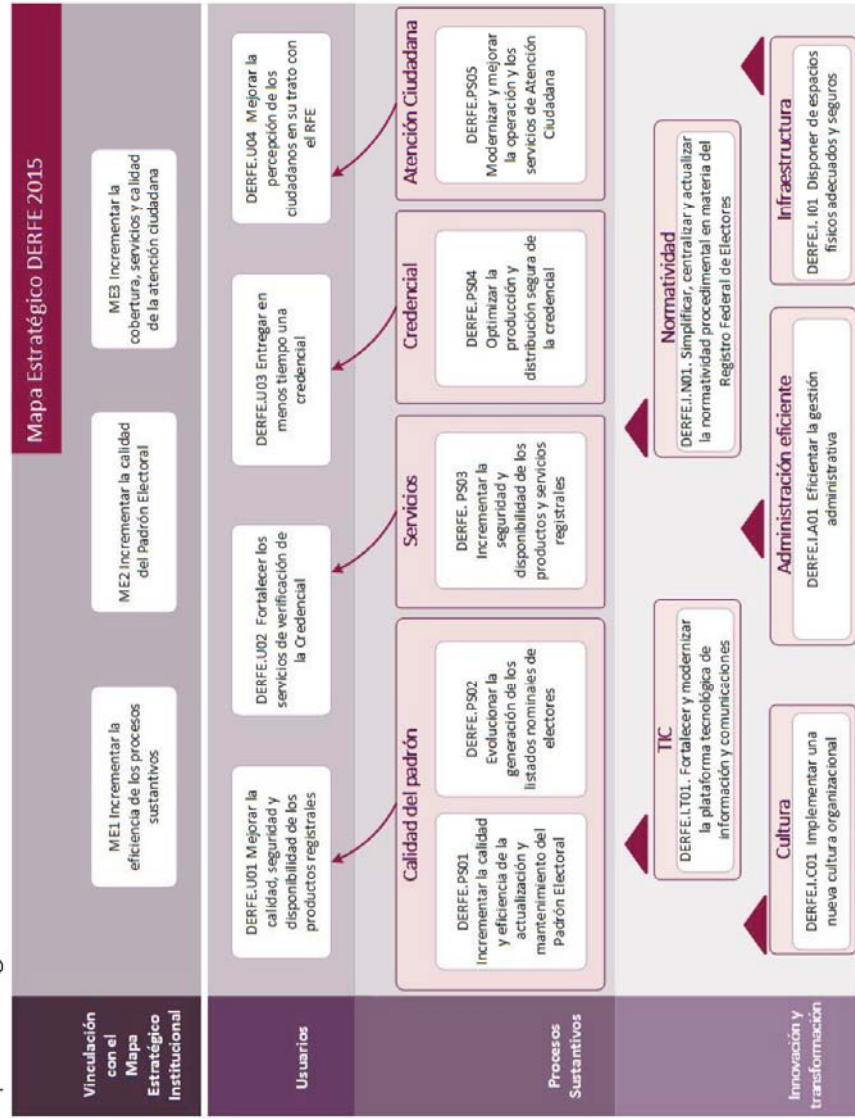 Mapa Estratégico DERFE 2015
Vinculación
con el
Mapa
Estratégico
Institucional
ME1 Incrementar la
eficiencia de los procesos
sustantivos
ME2 Incrementar la calidad
del Padrón Electoral
ME3 Incrementar la
cobertura, servicios y calidad
de la atención ciudadana
Usuarios
DERFE.U01 Mejorar la
calidad, seguridad y
disponibilidad de los
productos registrales
DERFE.U02 Fortalecer los
servicios de verificación de
la Credencial
DERFE.U03 Entregar en
menos tiempo una
credencial
DERFE.U04 Mejorar la
percepción de los
ciudadanos en su trato con
el RFE
Procesos
Sustantivos
Calidad del padrón
DERFE.PS01
Incrementar la calidad
y eficiencia de la
actualización y
mantenimiento del
Padrón Electoral
DERFE.PS02
Evolucionar la
generación de los
listados nominales de
electores
Servicios
DERFE. PS03
Incrementar la
seguridad y
disponibilidad de los
productos y servicios
registrales
Credencial
DERFE.PS04
Optimizar la
producción y
distribución segura de
la credencial
Atención Ciudadana
DERFE.PS05
Modernizar y mejorar
la operación y los
servicios de Atención
Ciudadana
Innovación y
transformación
TIC
DERFE.I.T01. Fortalecer y modernizar
la plataforma tecnológica de
información y comunicaciones
Normatividad
DERFE.I.N01. Simplificar, centralizar y actualizar
la normatividad procedimental en materia del
Registro Federal de Electores
Cultura
DERFE.I.C01 Implementar una
nueva cultura organizacional
Administración eficiente
DERFE.I.A01 Eficientar la gestión
administrativa
Infraestructura
DERFE.I. I01 Disponer de espacios
físicos adecuados y seguros